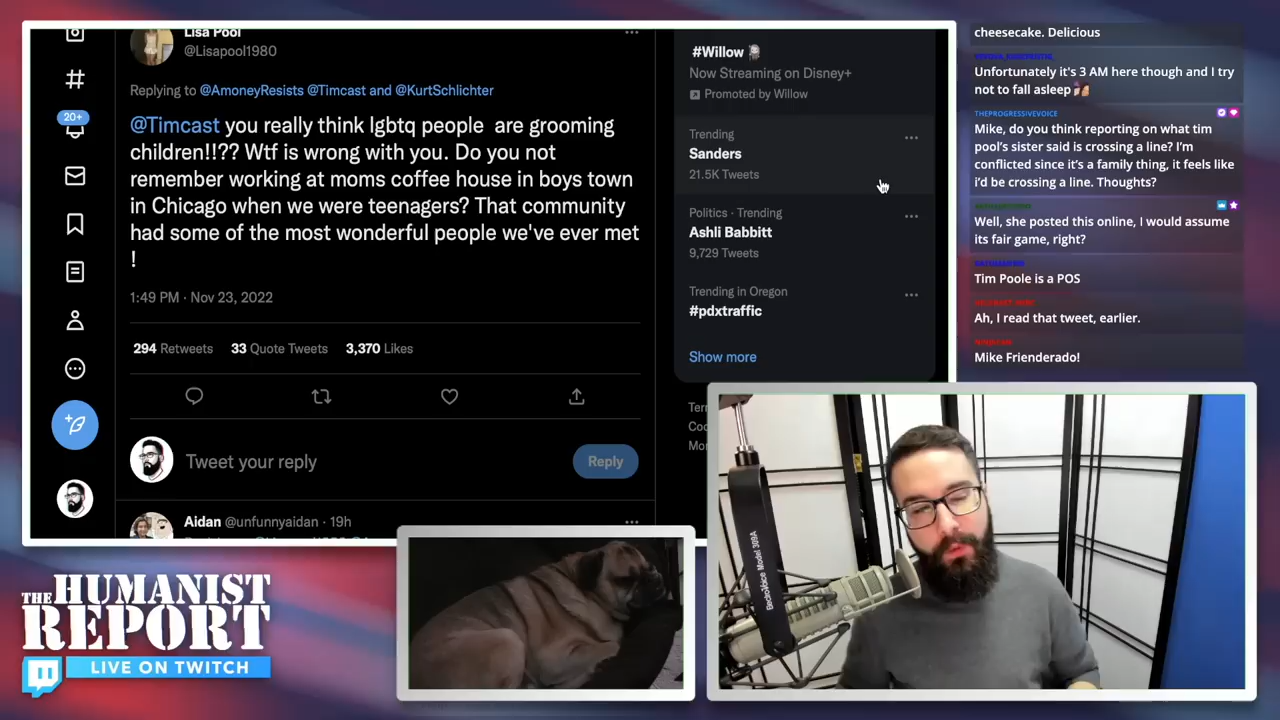 Lisa Pool
@Lisapool1980
Replying to @AmoneyResists @Timcast and @KurtSchlichter
@Timcast you really think lgbtq people are grooming
children!!?? Wtf is wrong with you. Do you not
remember working at moms coffee house in boys town
in Chicago when we were teenagers? That community
had some of the most wonderful people we've ever met
!
1:49 PM · Nov 23, 2022
294 Retweets 33 Quote Tweets 3,370 Likes
Tweet your reply
Reply
Aidan @unfunnyaidan · 19h
20+
#Willow
Now Streaming on Disney+
Promoted by Willow
Trending
Sanders
21.5K Tweets
Politics · Trending
Ashli Babbitt
9,729 Tweets
Trending in Oregon
#pdxtraffic
Show more
cheesecake. Delicious
Unfortunately it's 3 AM here though and I try
not to fall asleep
THEPROGRESSIVEVOICE
Mike, do you think reporting on what tim
pool's sister said is crossing a line? I'm
conflicted since it's a family thing, it feels like
i'd be crossing a line. Thoughts?
Well, she posted this online, I would assume
its fair game, right?
Tim Poole is a POS
Ah, I read that tweet, earlier.
Mike Frienderado!
THE HUMANIST
REPORT
LIVE ON TWITCH